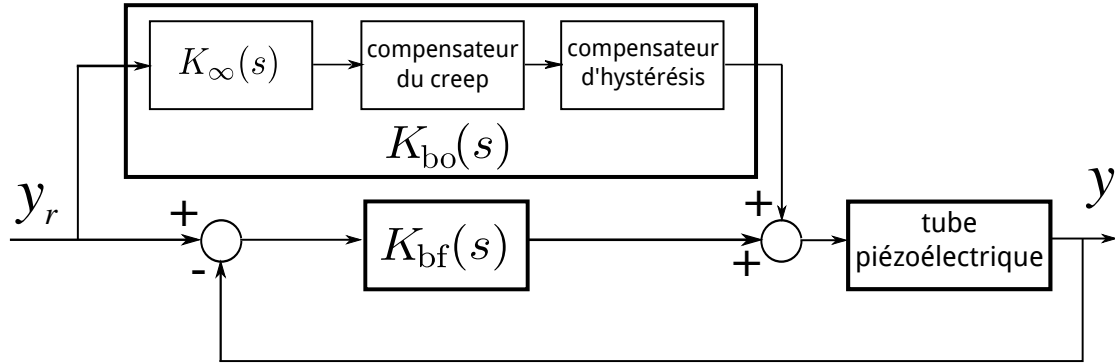 K∞(s)
compensateur
du creep
compensateur
d'hystérésis
Kbo(s)
yr
+
-
Kbf(s)
+
+
tube
piézoélectrique
y